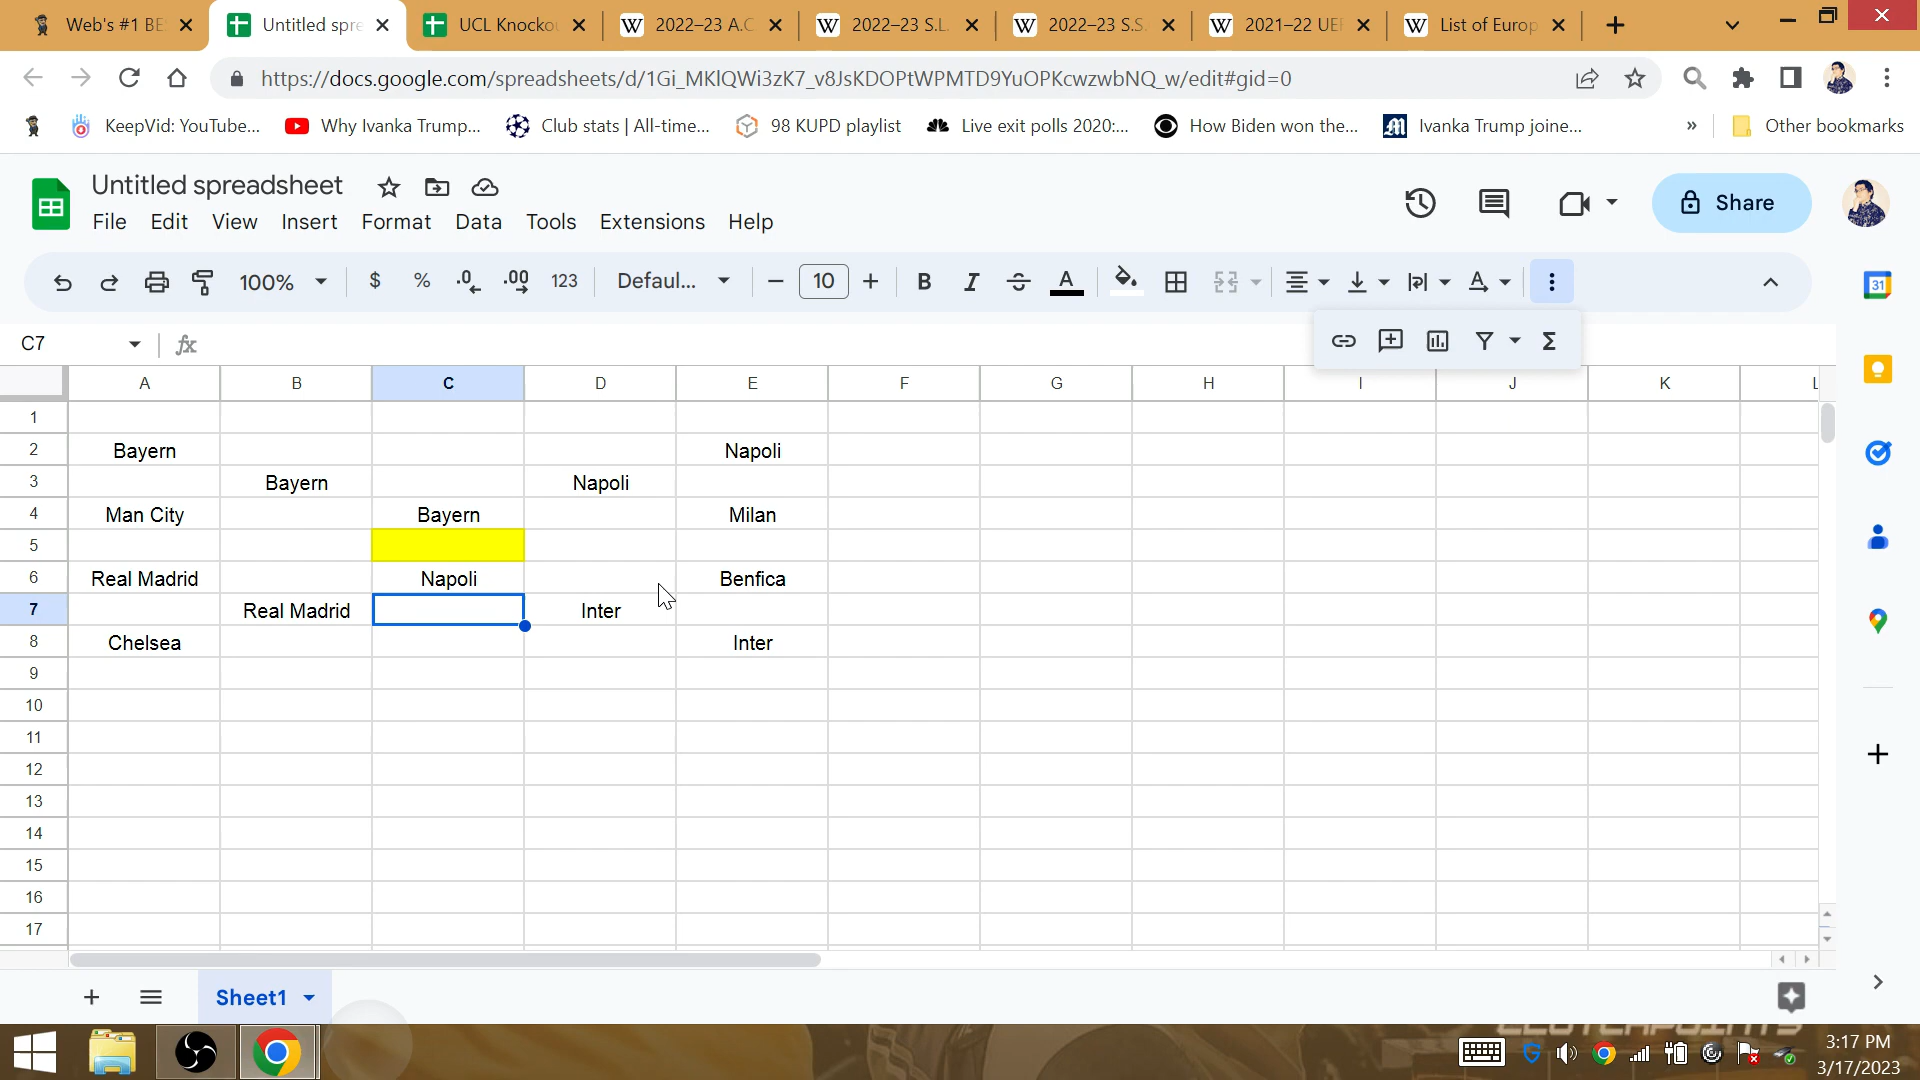 Web's #1 BE
Untitled spre
UCL Knocko
2022–23 A.C
2022–23 S.L.
2022–23 S.S.
2021–22 UEF
List of Europ
https://docs.google.com/spreadsheets/d/1Gi_MKlQWi3zK7_v8JsKDOPtWPMTD9YuOPKcwzwbNQ_w/edit#gid=0
KeepVid: YouTube...
Why Ivanka Trump...
Club stats | All-time...
98 KUPD playlist
Live exit polls 2020:...
How Biden won the...
Ivanka Trump joine...
»
Other bookmarks
Untitled spreadsheet
File Edit View Insert Format Data Tools Extensions Help
Share
100% $ % .0 .00 123 Defaul... 10 B I S A
31
C7 fx
A B C D E F G H I J K L
1
2 Bayern Napoli
3 Bayern Napoli
4 Man City Bayern Milan
5
6 Real Madrid Napoli Benfica
7 Real Madrid Inter
8 Chelsea Inter
9
10
11
12
13
14
15
16
17
Sheet1
3:17 PM
3/17/2023